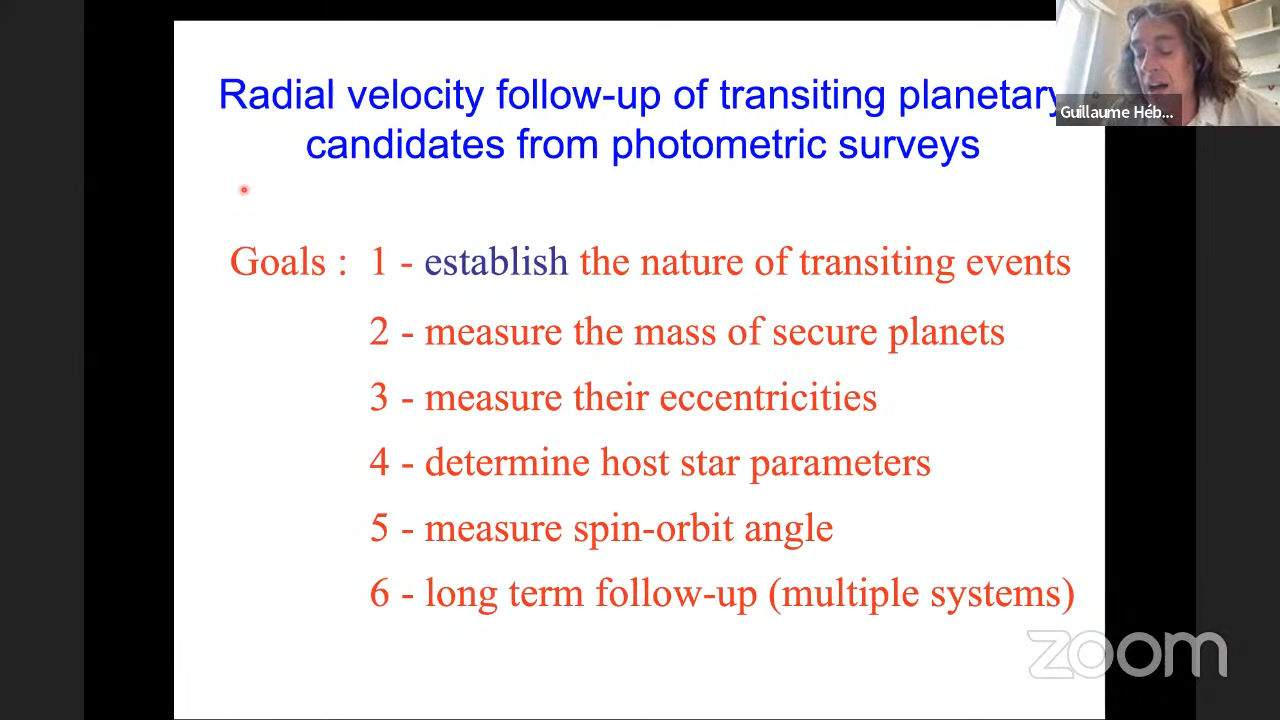 Radial velocity follow-up of transiting planetary
candidates from photometric surveys
Guillaume Héb...
Goals : 1 - establish the nature of transiting events
2 - measure the mass of secure planets
3 - measure their eccentricities
4 - determine host star parameters
5 - measure spin-orbit angle
6 - long term follow-up (multiple systems)
zoom